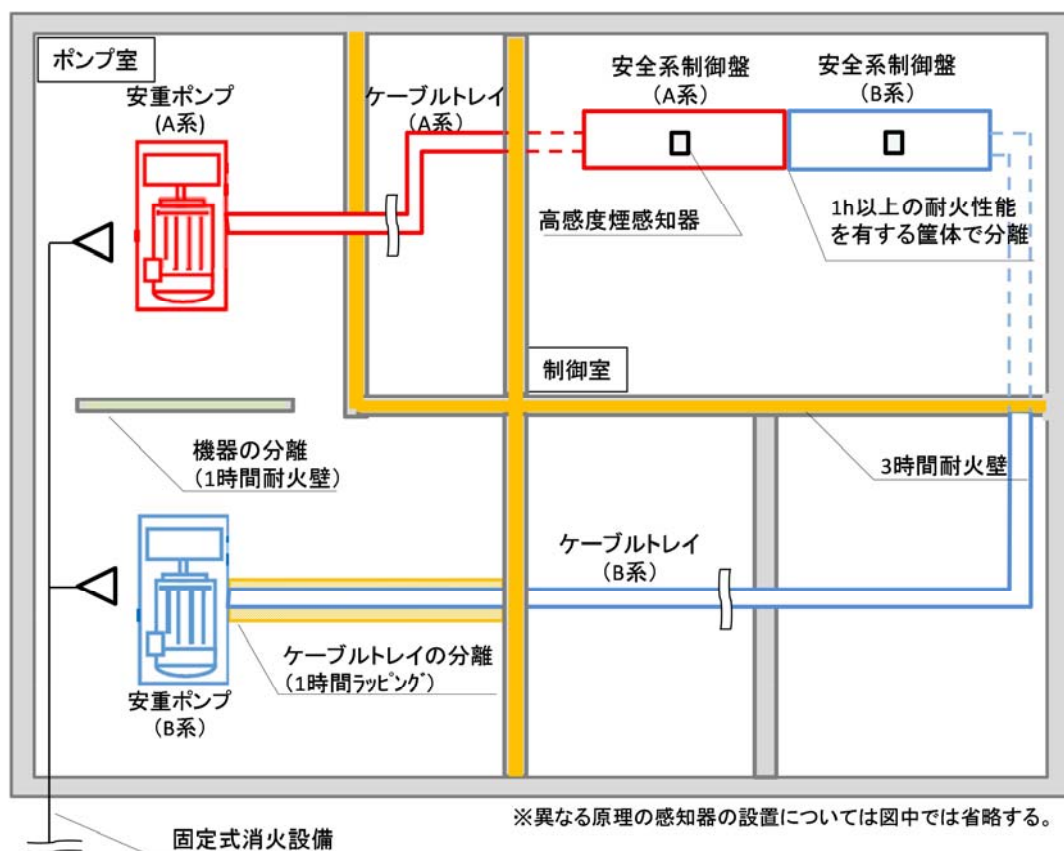 ポンプ室
安重ポンプ
(A系)
ケーブルトレイ
（A系）
安全系制御盤
（A系）
安全系制御盤
（B系）
高感度煙感知器
1h以上の耐火性能
を有する筐体で分離
制御室
機器の分離
（1時間耐火壁）
3時間耐火壁
ケーブルトレイ
（B系）
ケーブルトレイの分離
（1時間ﾗｯﾋﾟﾝｸﾞ）
安重ポンプ
（B系）
※異なる原理の感知器の設置については図中では省略する。
固定式消火設備